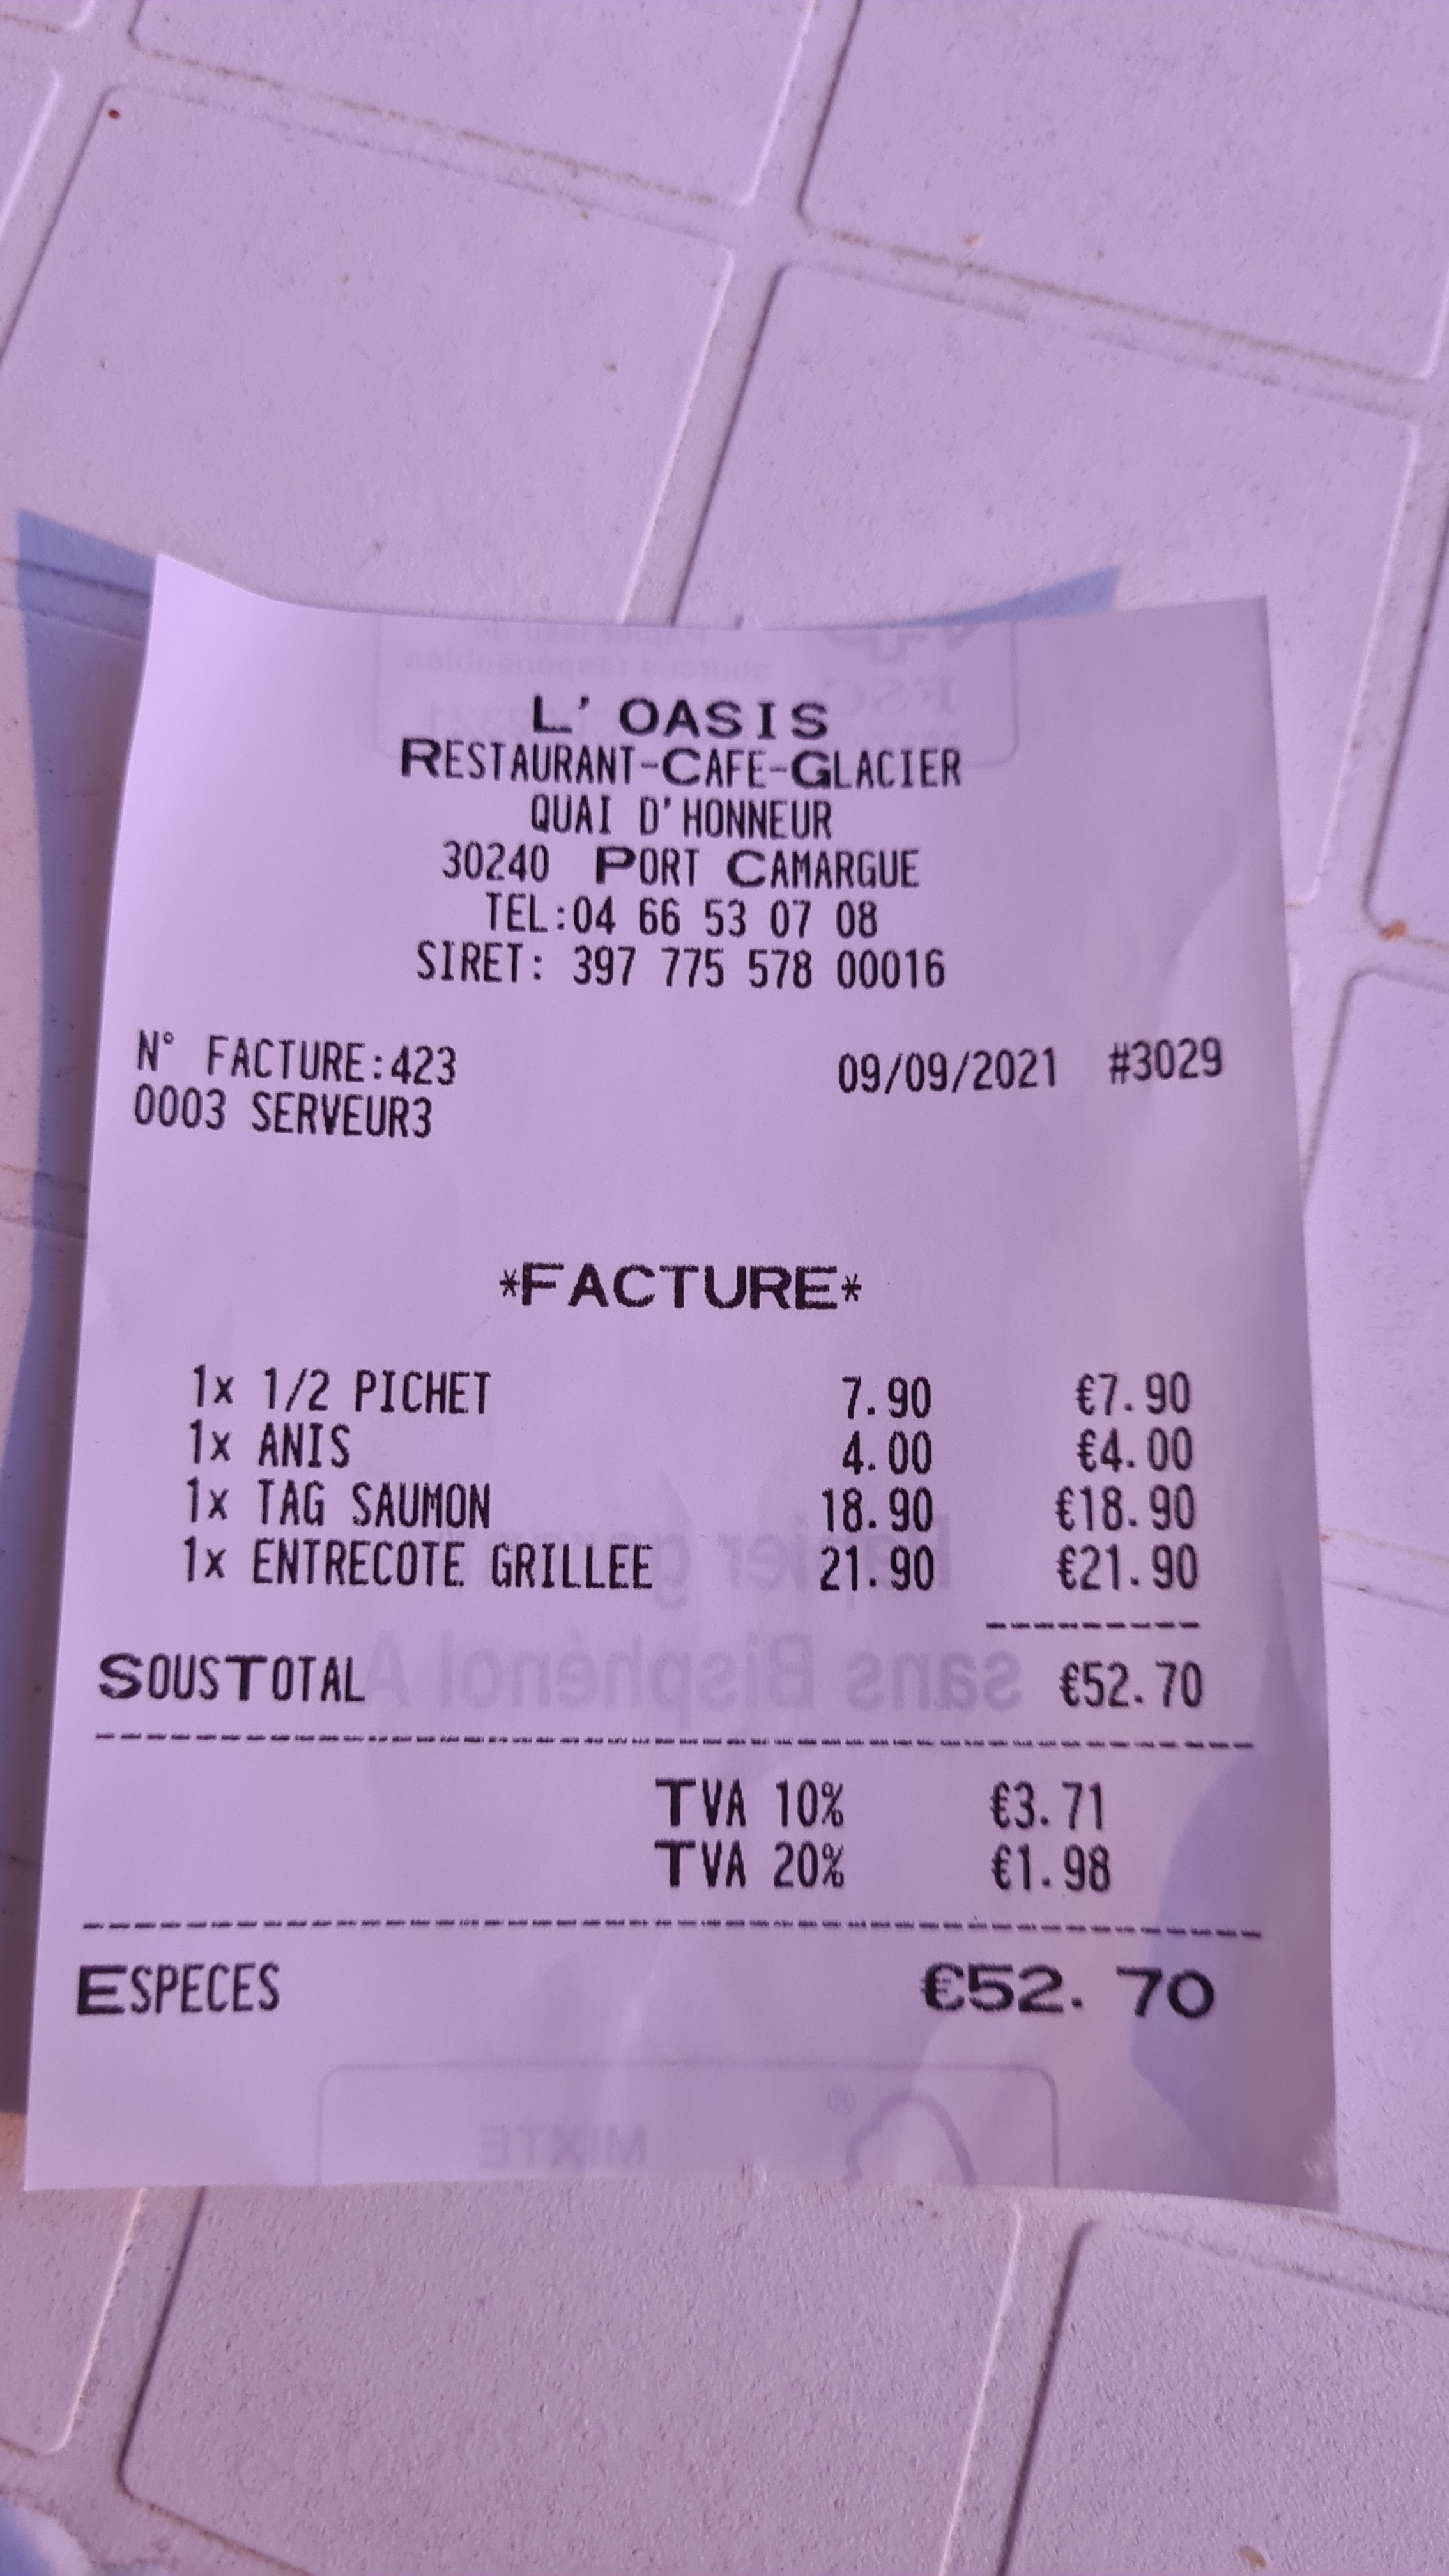 L'OASIS
RESTAURANT-CAFE-GLACIER
QUAI D'HONNEUR
30240 PORT CAMARGUE
TEL:04 66 53 07 08
SIRET: 397 775 578 00016
N° FACTURE:423 09/09/2021 #3029
0003 SERVEUR3
*FACTURE*
1x 1/2 PICHET 7.90 €7.90
1x ANIS 4.00 €4.00
1x TAG SAUMON 18.90 €18.90
1x ENTRECOTE GRILLEE 21.90 €21.90
sans Bisphénol A
SOUSTOTAL €52.70
TVA 10% €3.71
TVA 20% €1.98
ESPECES €52.70
MIXTE